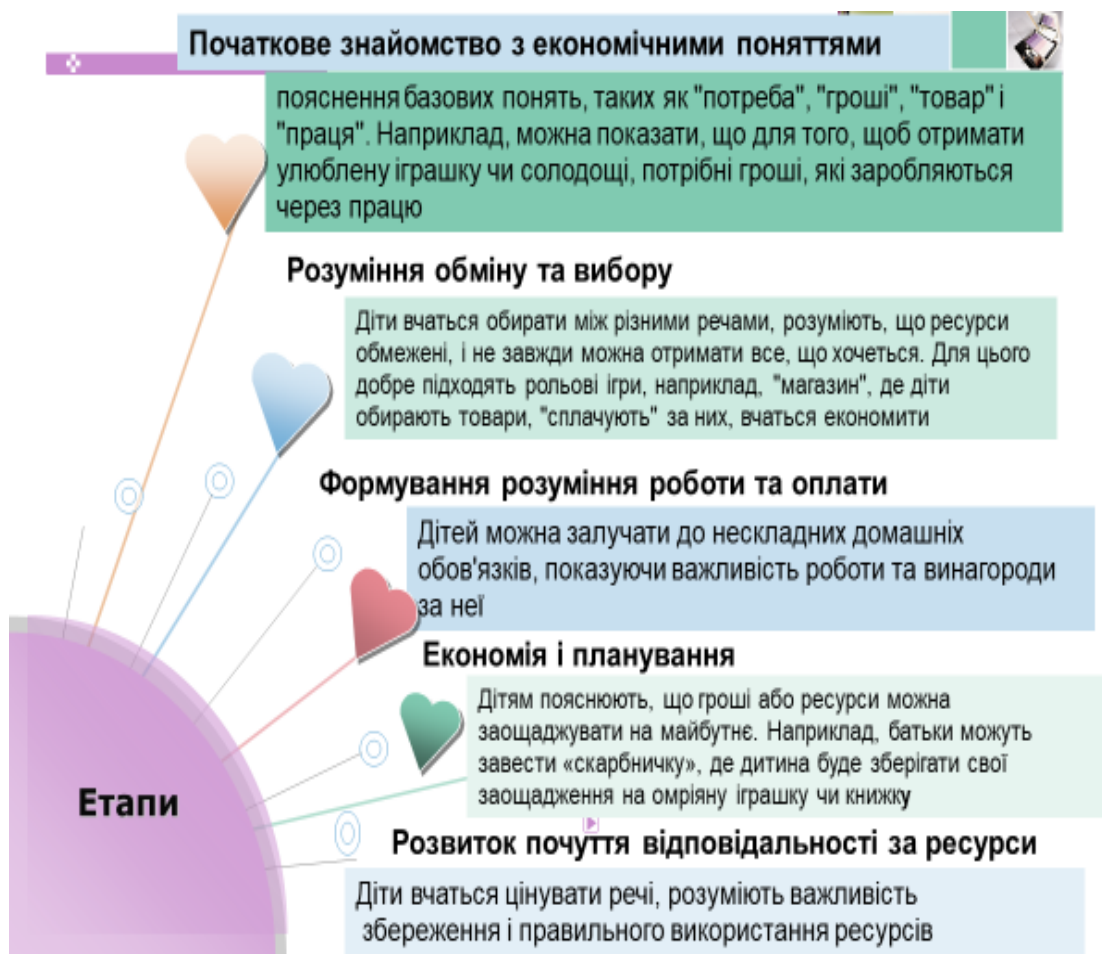 Початкове знайомство з економічними поняттями
пояснення базових понять, таких як "потреба", "гроші", "товар" і
"праця". Наприклад, можна показати, що для того, щоб отримати
улюблену іграшку чи солодощі, потрібні гроші, які заробляються
через працю
Розуміння обміну та вибору
Діти вчаться обирати між різними речами, розуміють, що ресурси
обмежені, і не завжди можна отримати все, що хочеться. Для цього
добре підходять рольові ігри, наприклад, "магазин", де діти
обирають товари, "сплачують" за них, вчаться економити
Формування розуміння роботи та оплати
Дітей можна залучати до нескладних домашніх
обов'язків, показуючи важливість роботи та винагороди
за неї
Економія і планування
Дітям пояснюють, що гроші або ресурси можна
заощаджувати на майбутнє. Наприклад, батьки можуть
завести «скарбничку», де дитина буде зберігати свої
заощадження на омріяну іграшку чи книжку
Етапи
Розвиток почуття відповідальності за ресурси
Діти вчаться цінувати речі, розуміють важливість
збереження і правильного використання ресурсів